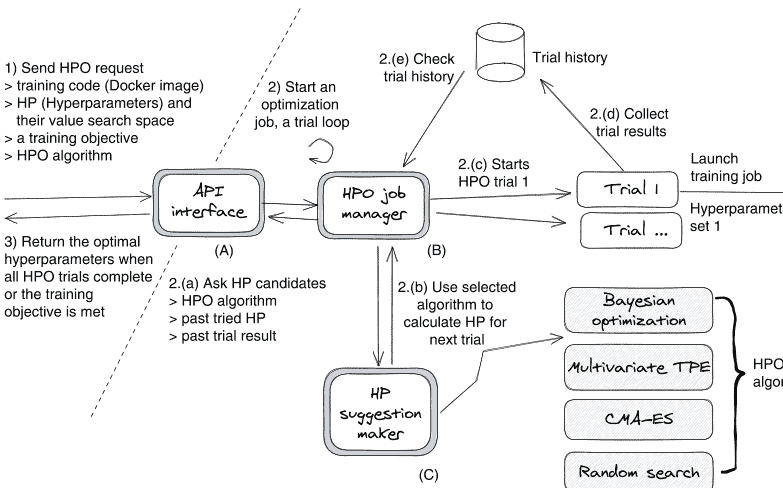 1) Send HPO request
> training code (Docker image)
> HP (Hyperparameters) and
their value search space
> a training objective
> HPO algorithm
2) Start an
optimization
job, a trial loop
2.(e) Check
trial history
Trial history
2.(d) Collect
trial results
2.(c) Starts
HPO trial 1
Launch
training job
Hyperparamet
set 1
API
interface
(A)
HPO job
manager
(B)
Trial 1
Trial ...
3) Return the optimal
hyperparameters when
all HPO trials complete
or the training
objective is met
2.(a) Ask HP candidates
> HPO algorithm
> past tried HP
> past trial result
2.(b) Use selected
algorithm to
calculate HP for
next trial
HP
suggestion
maker
(C)
Bayesian
optimization
Multivariate TPE
CMA-ES
Random search
HPO
algor